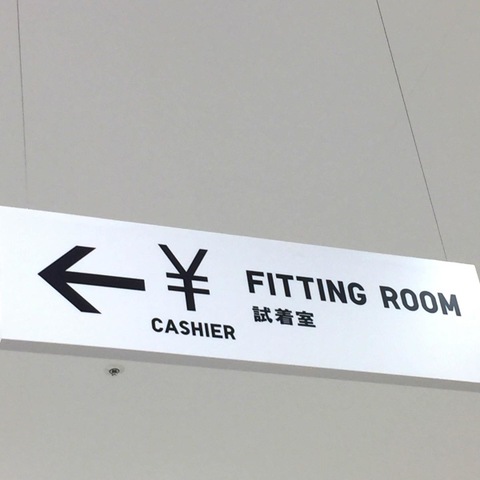 ← ¥ FITTING ROOM
CASHIER 試着室